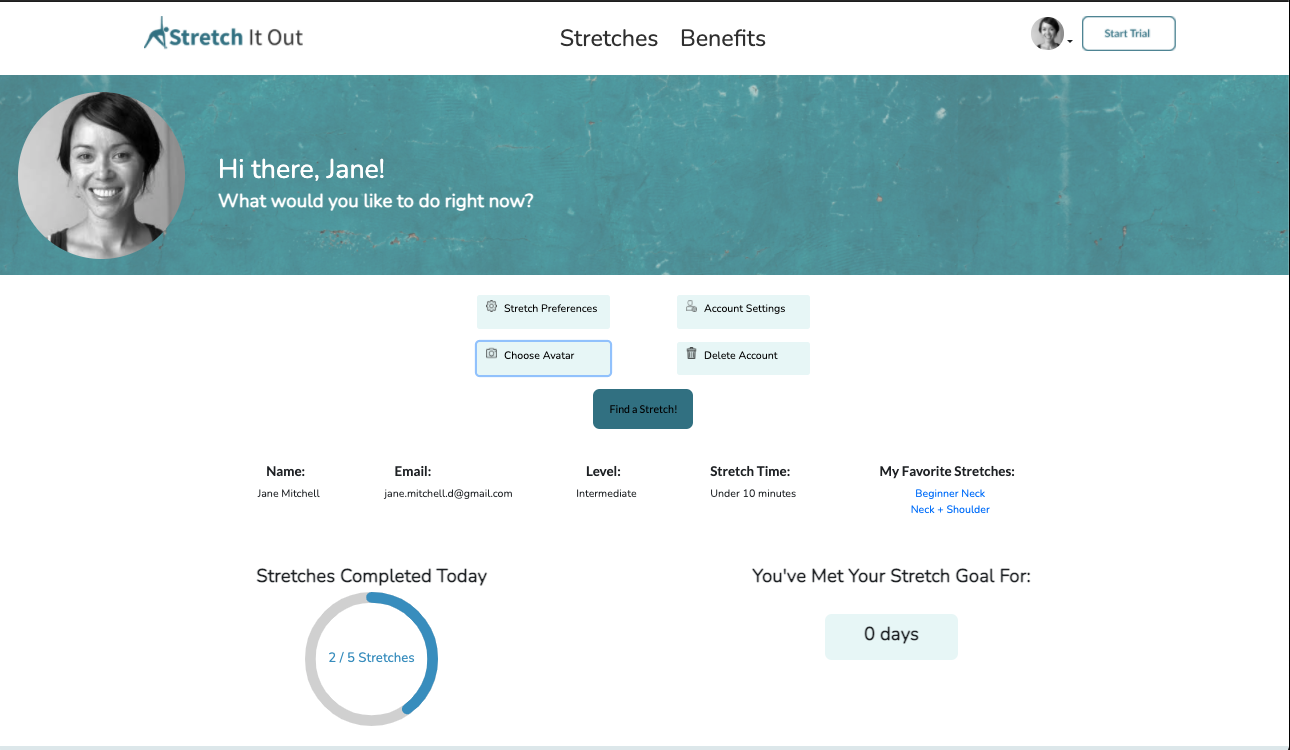 Stretch It Out
Stretches Benefits
Start Trial
Hi there, Jane!
What would you like to do right now?
Stretch Preferences
Account Settings
Choose Avatar
Delete Account
Find a Stretch!
Name: Email: Level: Stretch Time: My Favorite Stretches:
Jane Mitchell jane.mitchell.d@gmail.com Intermediate Under 10 minutes Beginner Neck
Neck + Shoulder
Stretches Completed Today
2 / 5 Stretches
You've Met Your Stretch Goal For:
0 days